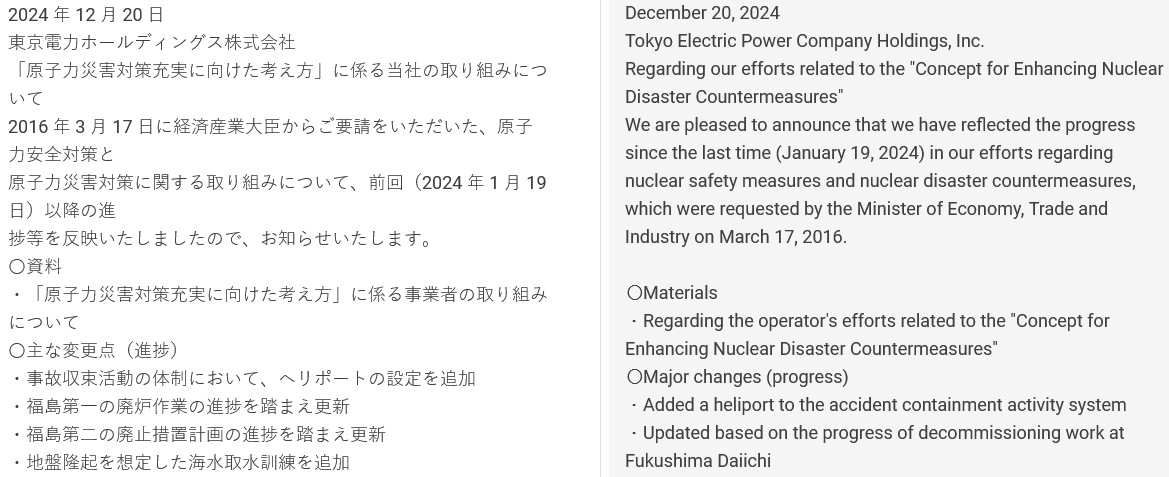 2024 年 12 月 20 日
東京電力ホールディングス株式会社
「原子力災害対策充実に向けた考え方」に係る当社の取り組みにつ
いて
2016 年 3 月 17 日に経済産業大臣からご要請をいただいた、原子
力安全対策と
原子力災害対策に関する取り組みについて、前回（2024 年 1 月 19
日）以降の進
捗等を反映いたしましたので、お知らせいたします。
〇資料
・「原子力災害対策充実に向けた考え方」に係る事業者の取り組み
について
〇主な変更点（進捗）
・事故収束活動の体制において、ヘリポートの設定を追加
・福島第一の廃炉作業の進捗を踏まえ更新
・福島第二の廃止措置計画の進捗を踏まえ更新
・地盤隆起を想定した海水取水訓練を追加
December 20, 2024
Tokyo Electric Power Company Holdings, Inc.
Regarding our efforts related to the "Concept for Enhancing Nuclear
Disaster Countermeasures"
We are pleased to announce that we have reflected the progress
since the last time (January 19, 2024) in our efforts regarding
nuclear safety measures and nuclear disaster countermeasures,
which were requested by the Minister of Economy, Trade and
Industry on March 17, 2016.
〇Materials
・Regarding the operator's efforts related to the "Concept for
Enhancing Nuclear Disaster Countermeasures"
〇Major changes (progress)
・Added a heliport to the accident containment activity system
・Updated based on the progress of decommissioning work at
Fukushima Daiichi